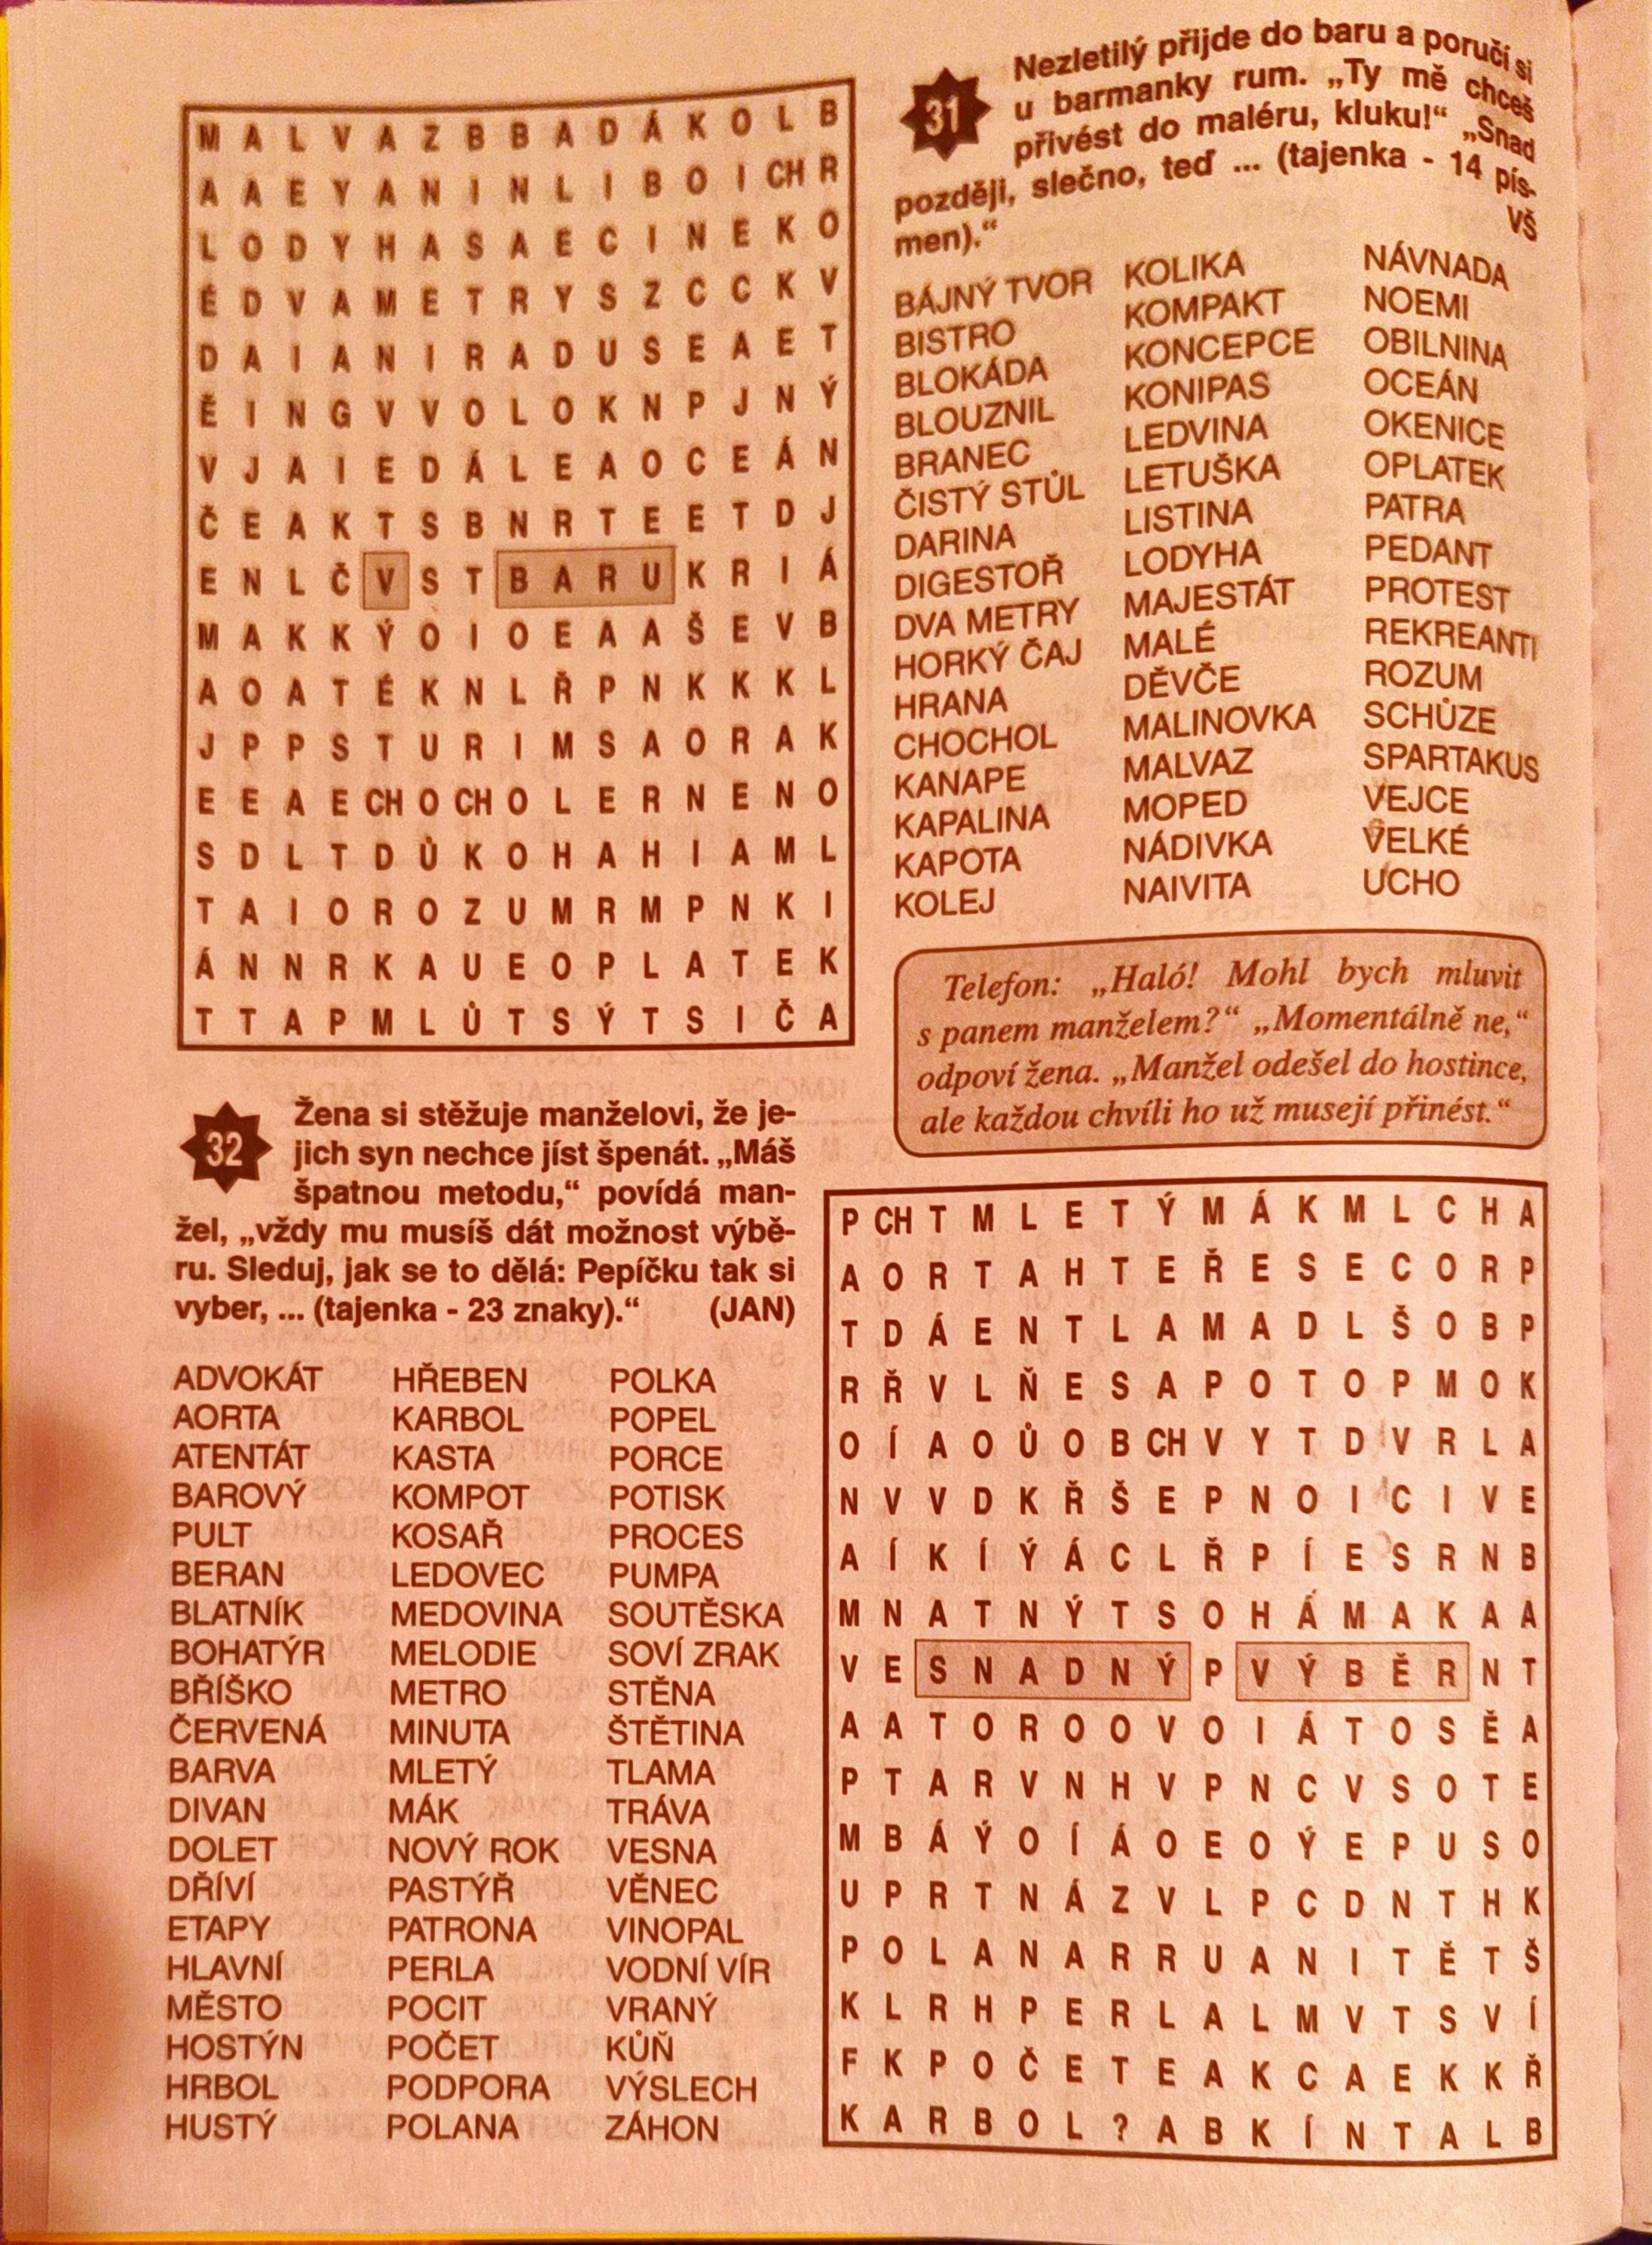 M A L V A Z B B A D Á K O L B
A A E Y A N I N L I B O I CH R
L O D Y H A S A E C I N E K O
É D V A M E T R Y S Z C C K V
D A I A N I R A D U S E A E T
Ě I N G V V O L O K N P J N Ý
V J A I E D Á L E A O C E Á N
Č E A K T S B N R T E E T D J
E N L Č V S T B A R U K R I Á
M A K K Ý O I O E A A Š E V B
A O A T É K N L Ř P N K K K L
J P P S T U R I M S A O R A K
E E A E CH O CH O L E R N E N O
S D L T D Ů K O H A H I A M L
T A I O R O Z U M R M P N K I
Á N N R K A U E O P L A T E K
T T A P M L Ů T S Ý T S I Č A
31
Nezletilý přijde do baru a poručí si
u barmanky rum. „Ty mě chceš
přivést do maléru, kluku!“ „Snad
později, slečno, teď ... (tajenka - 14 pís-
men).“
VŠ
BÁJNÝ TVOR
BISTRO
BLOKÁDA
BLOUZNIL
BRANEC
ČISTÝ STŮL
DARINA
DIGESTOŘ
DVA METRY
HORKÝ ČAJ
HRANA
CHOCHOL
KANAPE
KAPALINA
KAPOTA
KOLEJ
KOLIKA
KOMPAKT
KONCEPCE
KONIPAS
LEDVINA
LETUŠKA
LISTINA
LODYHA
MAJESTÁT
MALÉ
DĚVČE
MALINOVKA
MALVAZ
MOPED
NÁDIVKA
NAIVITA
NÁVNADA
NOEMI
OBILNINA
OCEÁN
OKENICE
OPLATEK
PATRA
PEDANT
PROTEST
REKREANTI
ROZUM
SCHŮZE
SPARTAKUS
VEJCE
VELKÉ
UCHO
Telefon: „Haló! Mohl bych mluvit
s panem manželem?“ „Momentálně ne,“
odpoví žena. „Manžel odešel do hostince,
ale každou chvíli ho už musejí přinést.“
32
Žena si stěžuje manželovi, že je-
jich syn nechce jíst špenát. „Máš
špatnou metodu,“ povídá man-
žel, „vždy mu musíš dát možnost výbě-
ru. Sleduj, jak se to dělá: Pepíčku tak si
vyber, ... (tajenka - 23 znaky).“ (JAN)
ADVOKÁT
AORTA
ATENTÁT
BAROVÝ
PULT
BERAN
BLATNÍK
BOHATÝR
BŘÍŠKO
ČERVENÁ
BARVA
DIVAN
DOLET
DŘÍVÍ
ETAPY
HLAVNÍ
MĚSTO
HOSTÝN
HRBOL
HUSTÝ
HŘEBEN
KARBOL
KASTA
KOMPOT
KOSAŘ
LEDOVEC
MEDOVINA
MELODIE
METRO
MINUTA
MLETÝ
MÁK
NOVÝ ROK
PASTÝŘ
PATRONA
PERLA
POCIT
POČET
PODPORA
POLANA
POLKA
POPEL
PORCE
POTISK
PROCES
PUMPA
SOUTĚSKA
SOVÍ ZRAK
STĚNA
ŠTĚTINA
TLAMA
TRÁVA
VESNA
VĚNEC
VINOPAL
VODNÍ VÍR
VRANÝ
KŮŇ
VÝSLECH
ZÁHON
P CH T M L E T Ý M Á K M L C H A
A O R T A H T E Ř E S E C O R P
T D Á E N T L A M A D L Š O B P
R Ř V L Ň E S A P O T O P M O K
O Í A O Ů O B CH V Y T D V R L A
N V V D K Ř Š E P N O I C I V E
A Í K Í Ý Á C L Ř P Í E S R N B
M N A T N Ý T S O H Á M A K A A
V E S N A D N Ý P V Ý B Ě R N T
A A T O R O O V O I Á T O S Ě A
P T A R V N H V P N C V S O T E
M B Á Ý O Í Á O E O Ý E P U S O
U P R T N Á Z V L P C D N T H K
P O L A N A R R U A N I T Ě T Š
K L R H P E R L A L M V T S V Í
F K P O Č E T E A K C A E K K Ř
K A R B O L ? A B K Í N T A L B